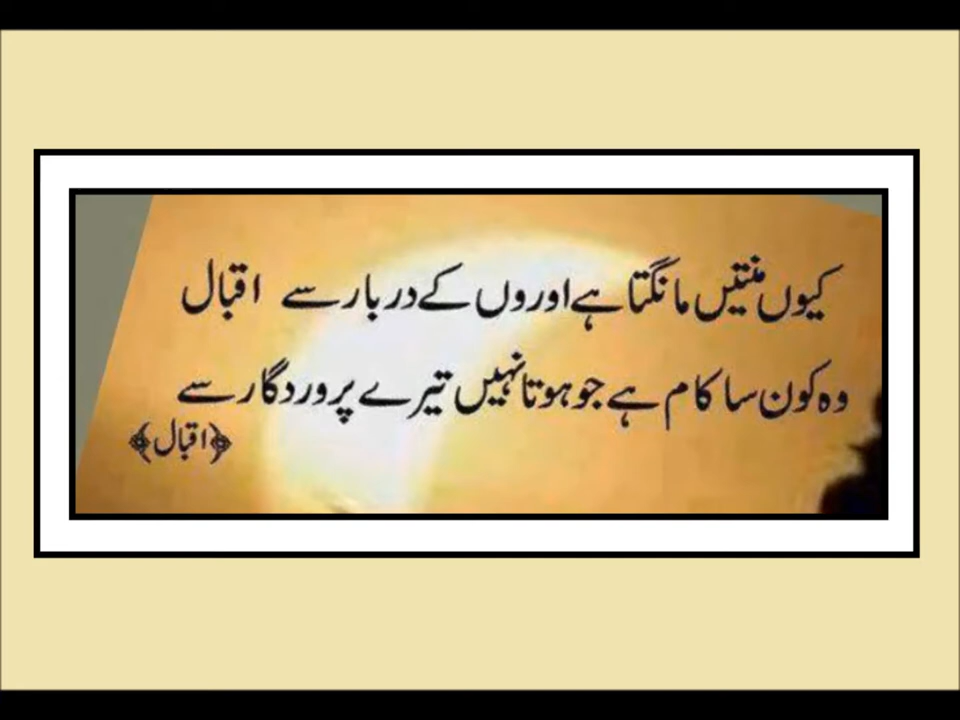 کیوں منتیں مانگتا ہے اوروں کے دربار سے اقبال
وہ کون سا کام ہے جو ہوتا نہیں تیرے پروردگار سے
﴿اقبال﴾